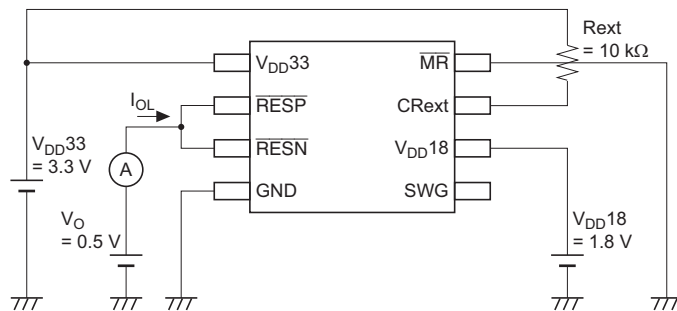 Rext
= 10 kΩ
VDD33
MR
IOL
RESP
CRext
VDD33
= 3.3 V
RESN
VDD18
A
GND
SWG
VO
= 0.5 V
VDD18
= 1.8 V